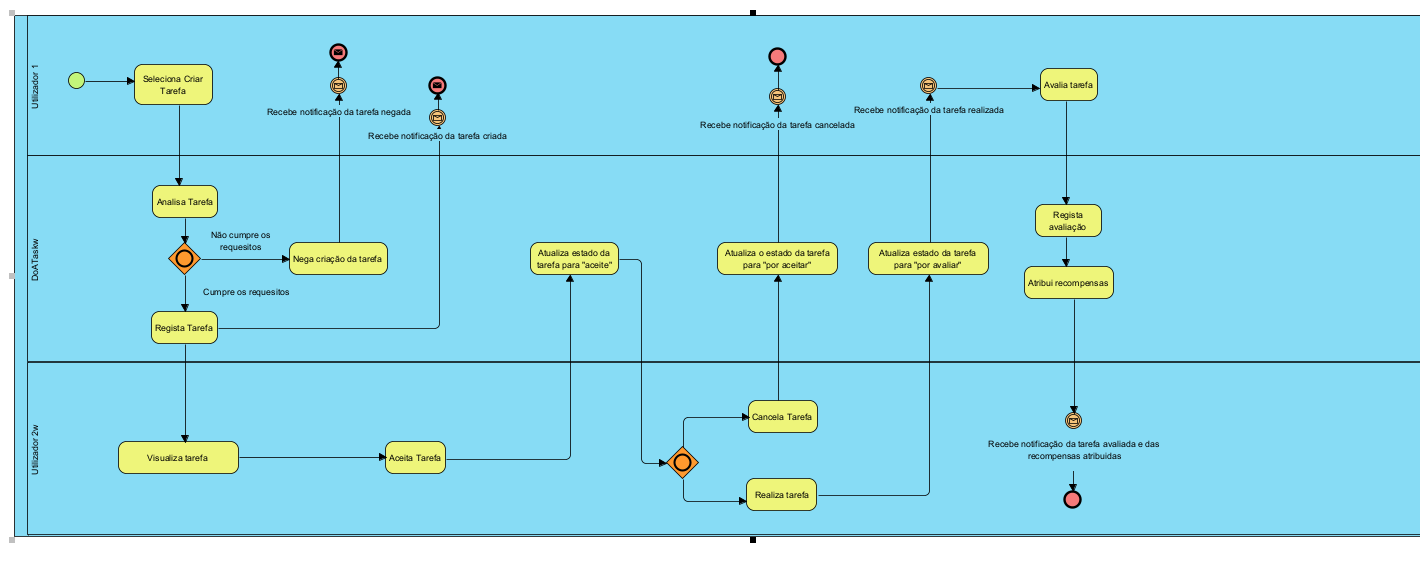 Utilizador 1
Seleciona Criar
Tarefa
Recebe notificação da tarefa negada
Recebe notificação da tarefa criada
Recebe notificação da tarefa cancelada
Recebe notificação da tarefa realizada
Avalia tarefa
DoATaskw
Analisa Tarefa
Não cumpre os
requesitos
Nega criação da tarefa
Cumpre os requesitos
Regista Tarefa
Atualiza estado da
tarefa para "aceite"
Atualiza o estado da tarefa
para "por aceitar"
Atualiza estado da tarefa
para "por avaliar"
Regista
avaliação
Atribui recompensas
Utilizador 2w
Visualiza tarefa
Aceita Tarefa
Cancela Tarefa
Realiza tarefa
Recebe notificação da tarefa avaliada e das
recompensas atribuidas